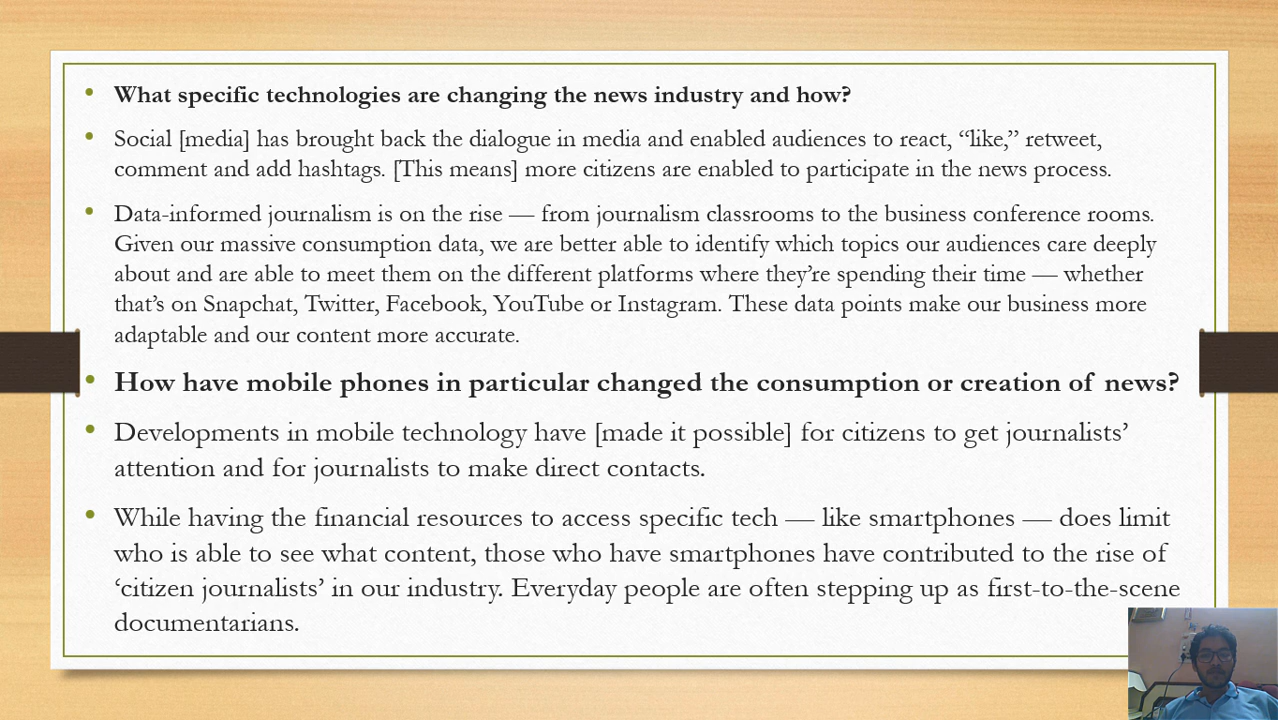 • What specific technologies are changing the news industry and how?
• Social [media] has brought back the dialogue in media and enabled audiences to react, “like,” retweet,
comment and add hashtags. [This means] more citizens are enabled to participate in the news process.
• Data-informed journalism is on the rise — from journalism classrooms to the business conference rooms.
Given our massive consumption data, we are better able to identify which topics our audiences care deeply
about and are able to meet them on the different platforms where they’re spending their time — whether
that’s on Snapchat, Twitter, Facebook, YouTube or Instagram. These data points make our business more
adaptable and our content more accurate.
• How have mobile phones in particular changed the consumption or creation of news?
• Developments in mobile technology have [made it possible] for citizens to get journalists’
attention and for journalists to make direct contacts.
• While having the financial resources to access specific tech — like smartphones — does limit
who is able to see what content, those who have smartphones have contributed to the rise of
‘citizen journalists’ in our industry. Everyday people are often stepping up as first-to-the-scene
documentarians.